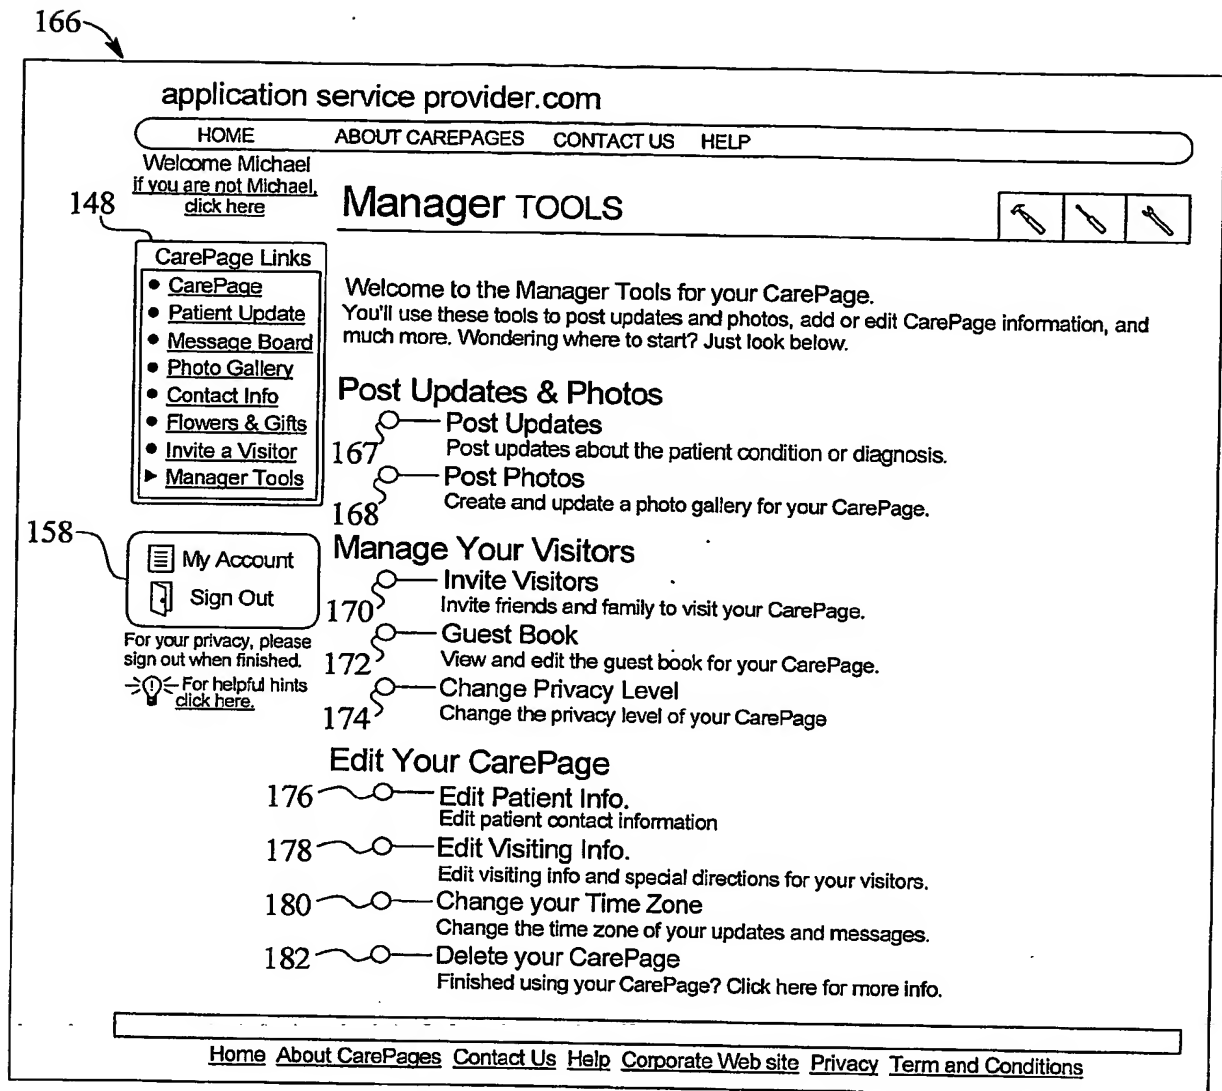 166
application service provider.com
HOME ABOUT CAREPAGES CONTACT US HELP
Welcome Michael
if you are not Michael,
click here
148
Manager TOOLS
CarePage Links
CarePage
Patient Update
Message Board
Photo Gallery
Contact Info
Flowers & Gifts
Invite a Visitor
Manager Tools
158
My Account
Sign Out
For your privacy, please
sign out when finished.
For helpful hints
click here.
Welcome to the Manager Tools for your CarePage.
You'll use these tools to post updates and photos, add or edit CarePage information, and
much more. Wondering where to start? Just look below.
Post Updates & Photos
167 Post Updates
Post updates about the patient condition or diagnosis.
168 Post Photos
Create and update a photo gallery for your CarePage.
Manage Your Visitors
170 Invite Visitors
Invite friends and family to visit your CarePage.
172 Guest Book
View and edit the guest book for your CarePage.
174 Change Privacy Level
Change the privacy level of your CarePage
Edit Your CarePage
176 Edit Patient Info.
Edit patient contact information
178 Edit Visiting Info.
Edit visiting info and special directions for your visitors.
180 Change your Time Zone
Change the time zone of your updates and messages.
182 Delete your CarePage
Finished using your CarePage? Click here for more info.
Home About CarePages Contact Us Help Corporate Web site Privacy Term and Conditions